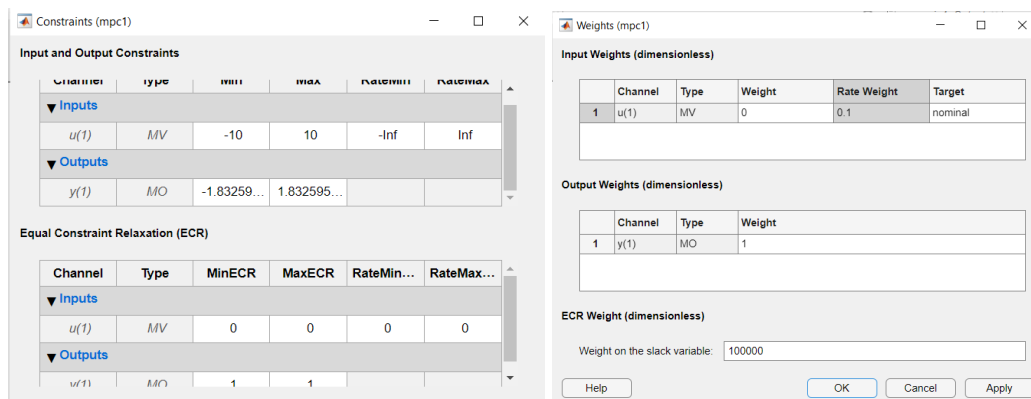 Constraints (mpc1)
Input and Output Constraints
Channel Type Min Max RateMin RateMax
Inputs
u(1) MV -10 10 -Inf Inf
Outputs
y(1) MO -1.83259... 1.832595...
Equal Constraint Relaxation (ECR)
Channel Type MinECR MaxECR RateMin... RateMax...
Inputs
u(1) MV 0 0 0 0
Outputs
y(1) MO 1 1
Weights (mpc1)
Input Weights (dimensionless)
Channel Type Weight Rate Weight Target
1 u(1) MV 0 0.1 nominal
Output Weights (dimensionless)
Channel Type Weight
1 y(1) MO 1
ECR Weight (dimensionless)
Weight on the slack variable: 100000
Help OK Cancel Apply